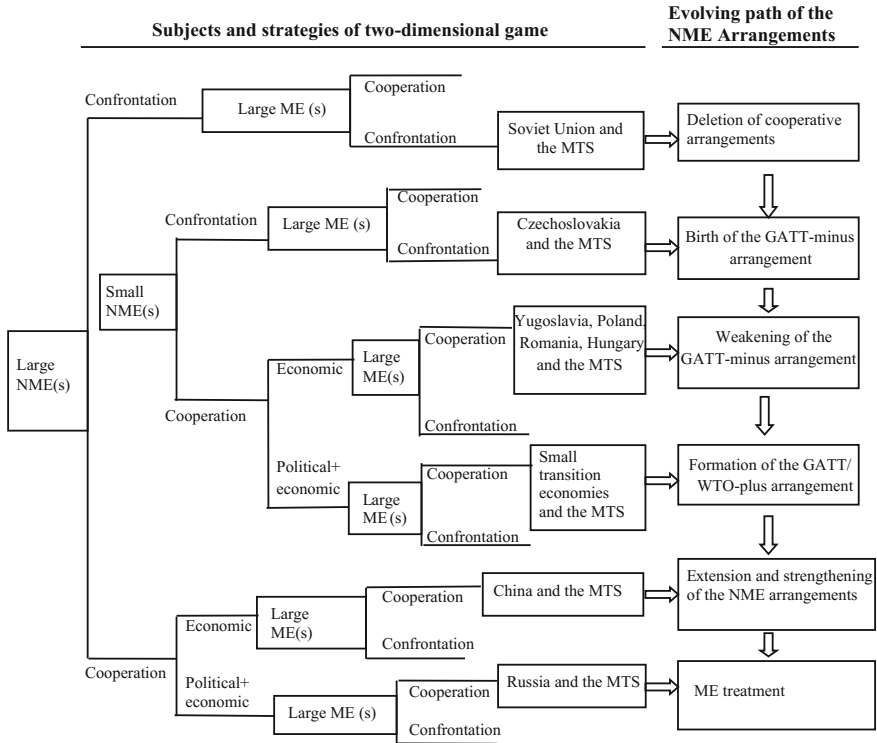 Subjects and strategies of two-dimensional game
Evolving path of the
NME Arrangements
Confrontation
Large ME (s)
Cooperation
Confrontation
Soviet Union and
the MTS
Deletion of cooperative
arrangements
Large
NME(s)
Small
NME(s)
Confrontation
Large ME (s)
Cooperation
Confrontation
Czechoslovakia
and the MTS
Birth of the GATT-minus
arrangement
Cooperation
Economic
Large
ME(s)
Cooperation
Confrontation
Yugoslavia, Poland,
Romania, Hungary
and the MTS
Weakening of the
GATT-minus arrangement
Political+
economic
Large
ME(s)
Cooperation
Confrontation
Small
transition
economies
and the MTS
Formation of the GATT/
WTO-plus arrangement
Cooperation
Economic
Large
ME(s)
Cooperation
Confrontation
China and the MTS
Extension and strengthening
of the NME arrangements
Political+
economic
Large ME (s)
Cooperation
Confrontation
Russia and the MTS
ME treatment